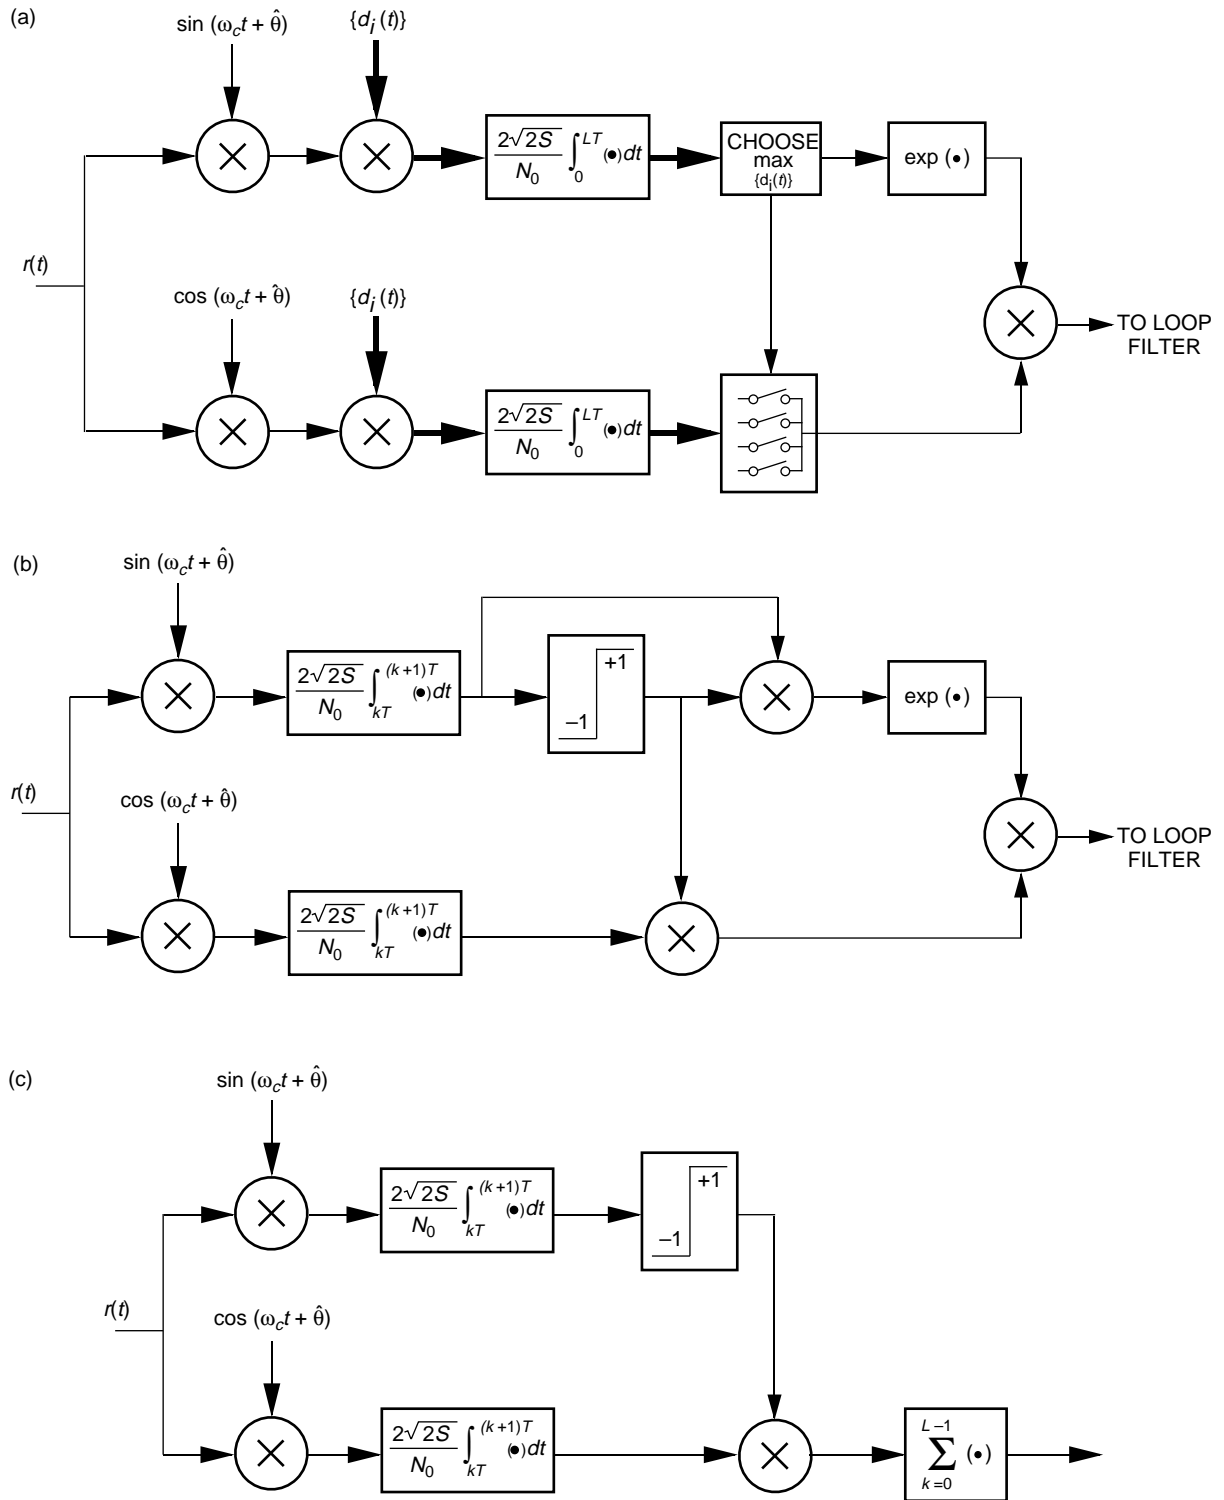 (a)
sin (ω_c t + θ̂)
{d_i (t)}
2√2S / N_0 ∫_0^LT (•) dt
CHOOSE
max
{d_i(t)}
exp (•)
r(t)
cos (ω_c t + θ̂)
{d_i (t)}
2√2S / N_0 ∫_0^LT (•) dt
TO LOOP
FILTER
(b)
sin (ω_c t + θ̂)
2√2S / N_0 ∫_kT^(k+1)T (•) dt
+1
–1
exp (•)
r(t)
cos (ω_c t + θ̂)
2√2S / N_0 ∫_kT^(k+1)T (•) dt
TO LOOP
FILTER
(c)
sin (ω_c t + θ̂)
2√2S / N_0 ∫_kT^(k+1)T (•) dt
+1
–1
r(t)
cos (ω_c t + θ̂)
2√2S / N_0 ∫_kT^(k+1)T (•) dt
L–1
∑ (•)
k=0